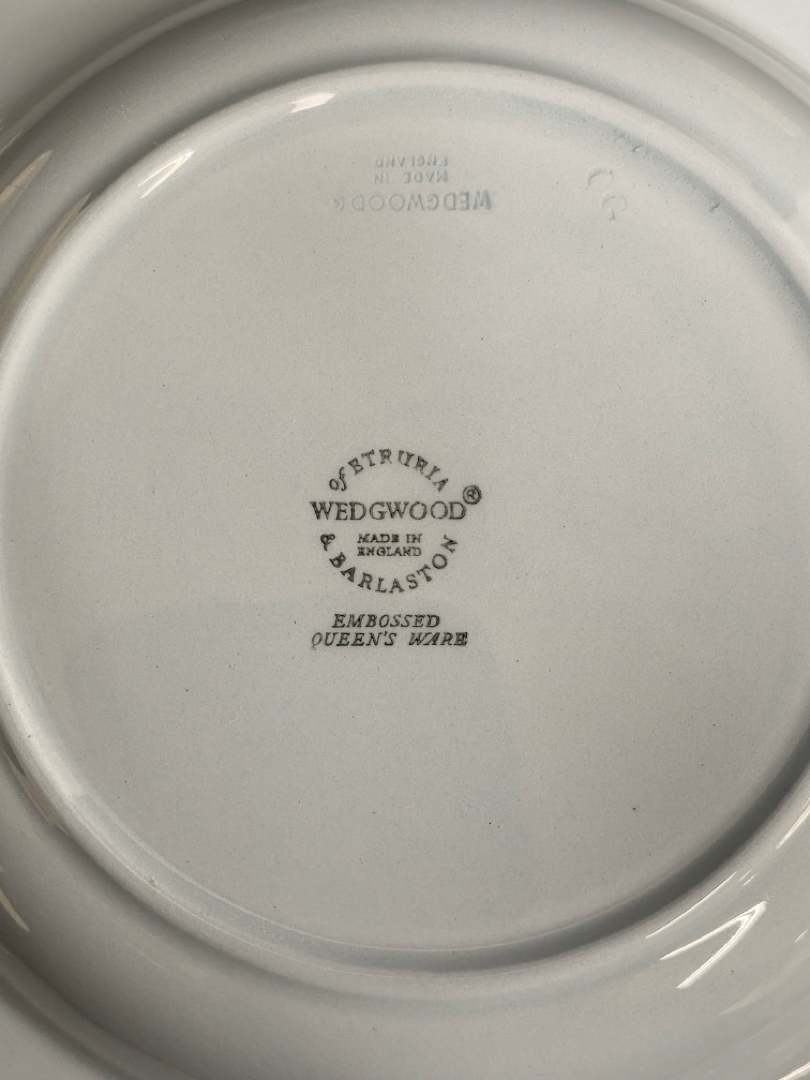 ENGLAND
MADE IN
WEDGWOOD®
of ETRURIA
WEDGWOOD®
MADE IN
ENGLAND
& BARLASTON
EMBOSSED
QUEEN'S WARE